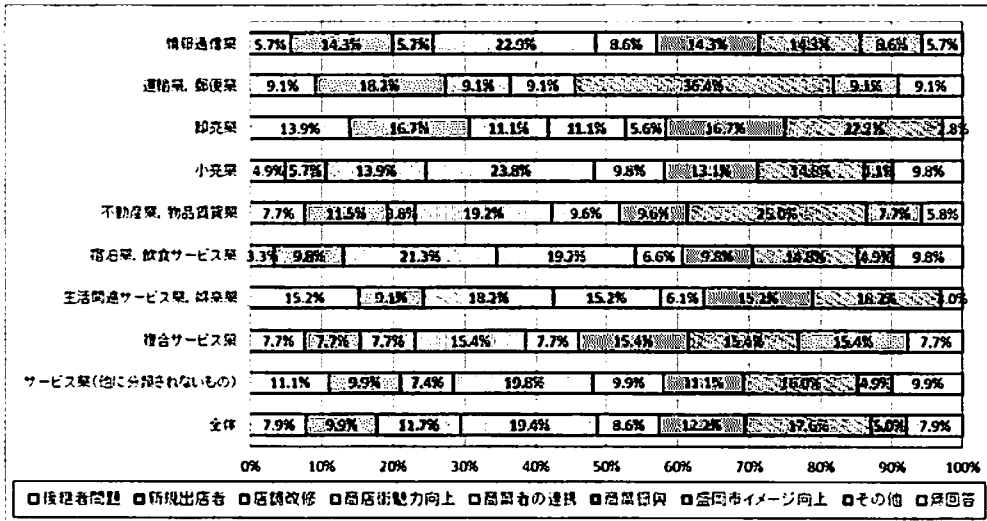 情報通信業 5.7% 14.3% 5.7% 22.9% 8.6% 14.3% 14.3% 8.6% 5.7%
運輸業，郵便業 9.1% 18.2% 9.1% 9.1% 36.4% 9.1% 9.1%
卸売業 13.9% 16.7% 11.1% 11.1% 5.6% 16.7% 22.2% 2.8%
小売業 4.9% 5.7% 13.9% 23.8% 9.8% 13.1% 14.8% 9.8%
不動産業，物品賃貸業 7.7% 11.5% 3.8% 19.2% 9.6% 9.6% 25.0% 7.7% 5.8%
宿泊業，飲食サービス業 3.3% 9.8% 21.3% 19.7% 6.6% 9.8% 14.8% 4.9% 9.8%
生活関連サービス業，娯楽業 15.2% 9.1% 18.2% 15.2% 6.1% 15.2% 18.2% 3.0%
複合サービス業 7.7% 7.7% 7.7% 15.4% 7.7% 15.4% 15.4% 15.4% 7.7%
サービス業(他に分類されないもの) 11.1% 9.9% 7.4% 19.8% 9.9% 11.1% 16.0% 4.9% 9.9%
全体 7.9% 9.9% 11.7% 19.4% 8.6% 12.2% 17.6% 5.0% 7.9%
0% 10% 20% 30% 40% 50% 60% 70% 80% 90% 100%
後継者問題 新規出店者 店舗改修 商店街魅力向上 商業者の連携 商業振興 盛岡市イメージ向上 その他 無回答